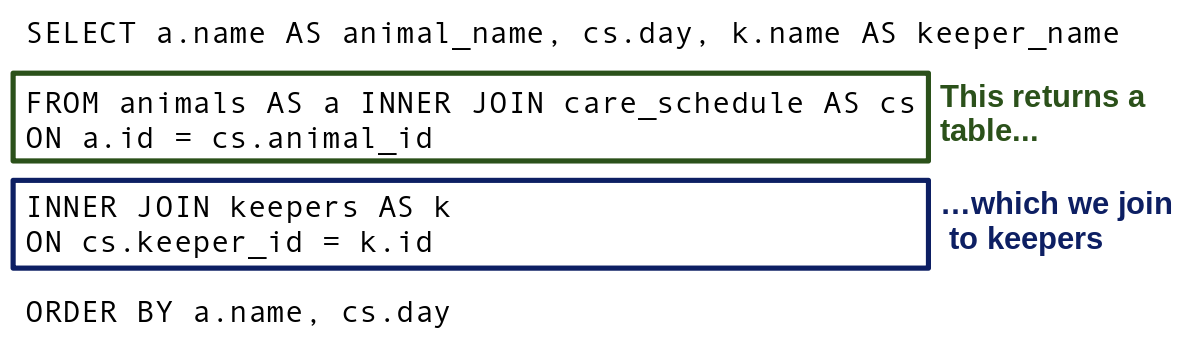 SELECT a.name AS animal_name, cs.day, k.name AS keeper_name
FROM animals AS a INNER JOIN care_schedule AS cs
ON a.id = cs.animal_id
This returns a
table...
INNER JOIN keepers AS k
ON cs.keeper_id = k.id
...which we join
to keepers
ORDER BY a.name, cs.day